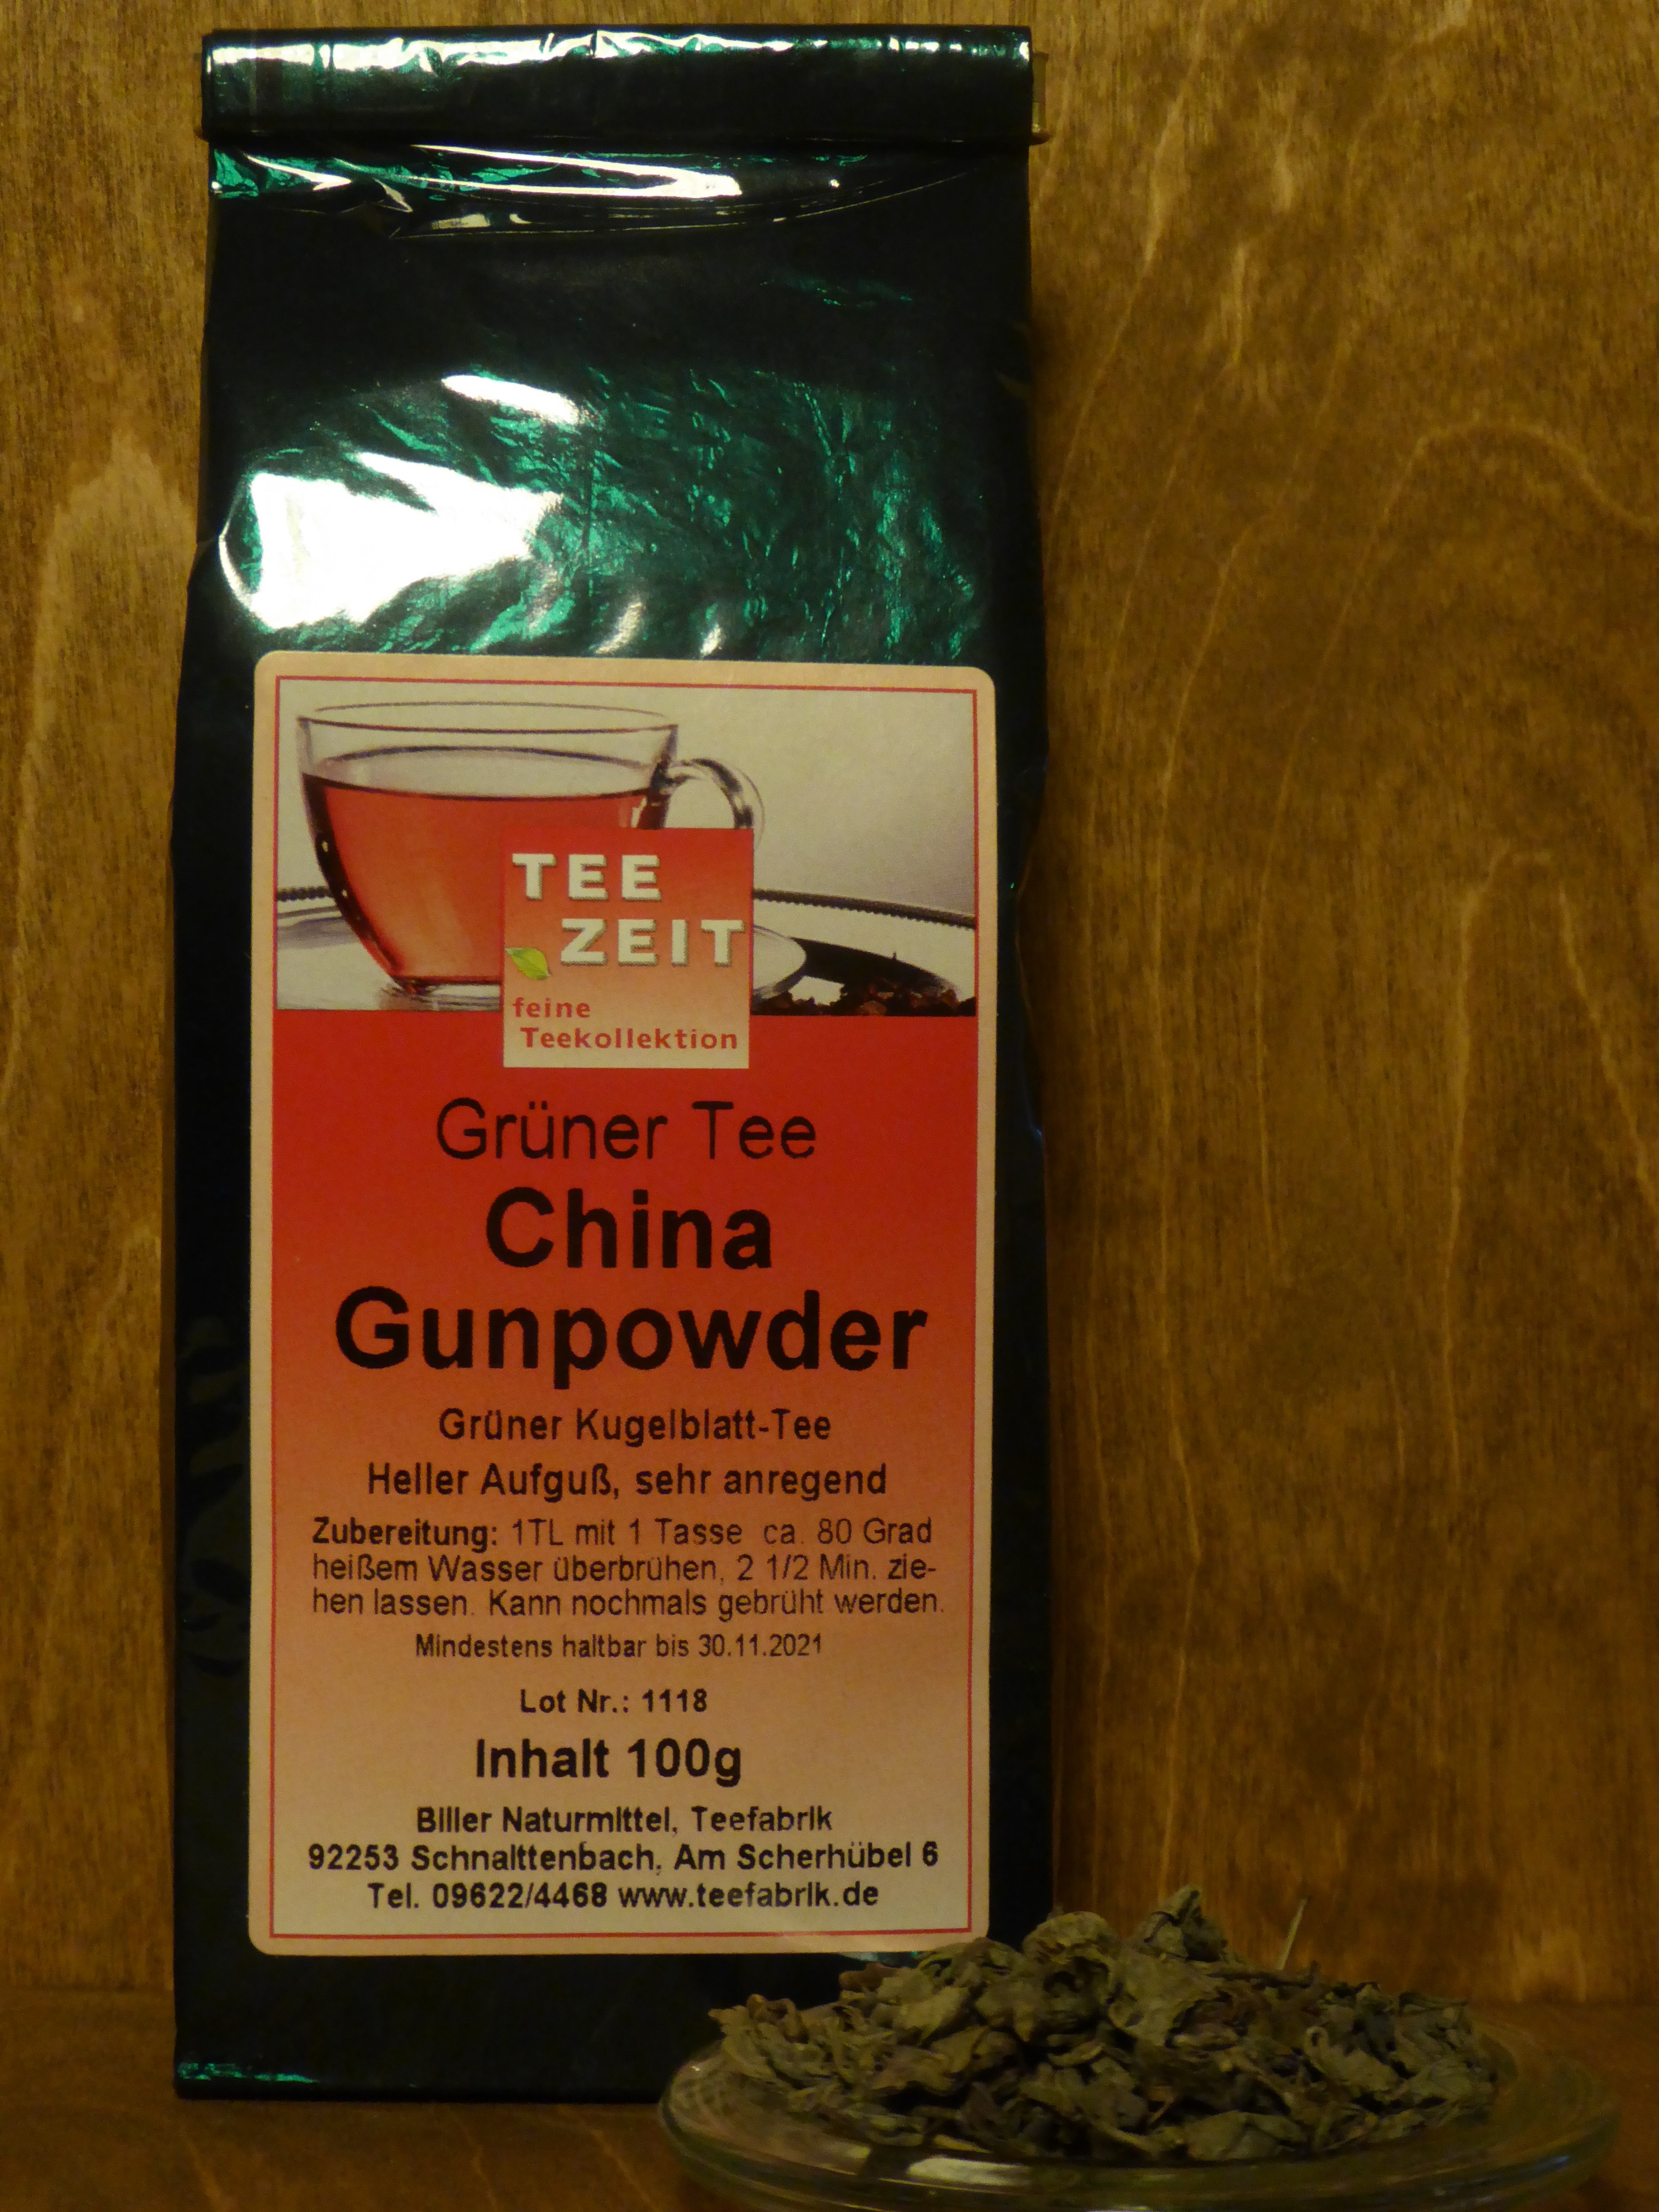 TEE
ZEIT
feine
Teekollektion
Grüner Tee
China
Gunpowder
Grüner Kugelblatt-Tee
Heller Aufguß, sehr anregend
Zubereitung: 1TL mit 1 Tasse ca. 80 Grad
heißem Wasser überbrühen, 2 1/2 Min. zie-
hen lassen. Kann nochmals gebrüht werden.
Mindestens haltbar bis 30.11.2021
Lot Nr.: 1118
Inhalt 100g
Biller Naturmittel, Teefabrik
92253 Schnaittenbach, Am Scherhübel 6
Tel. 09622/4468 www.teefabrik.de